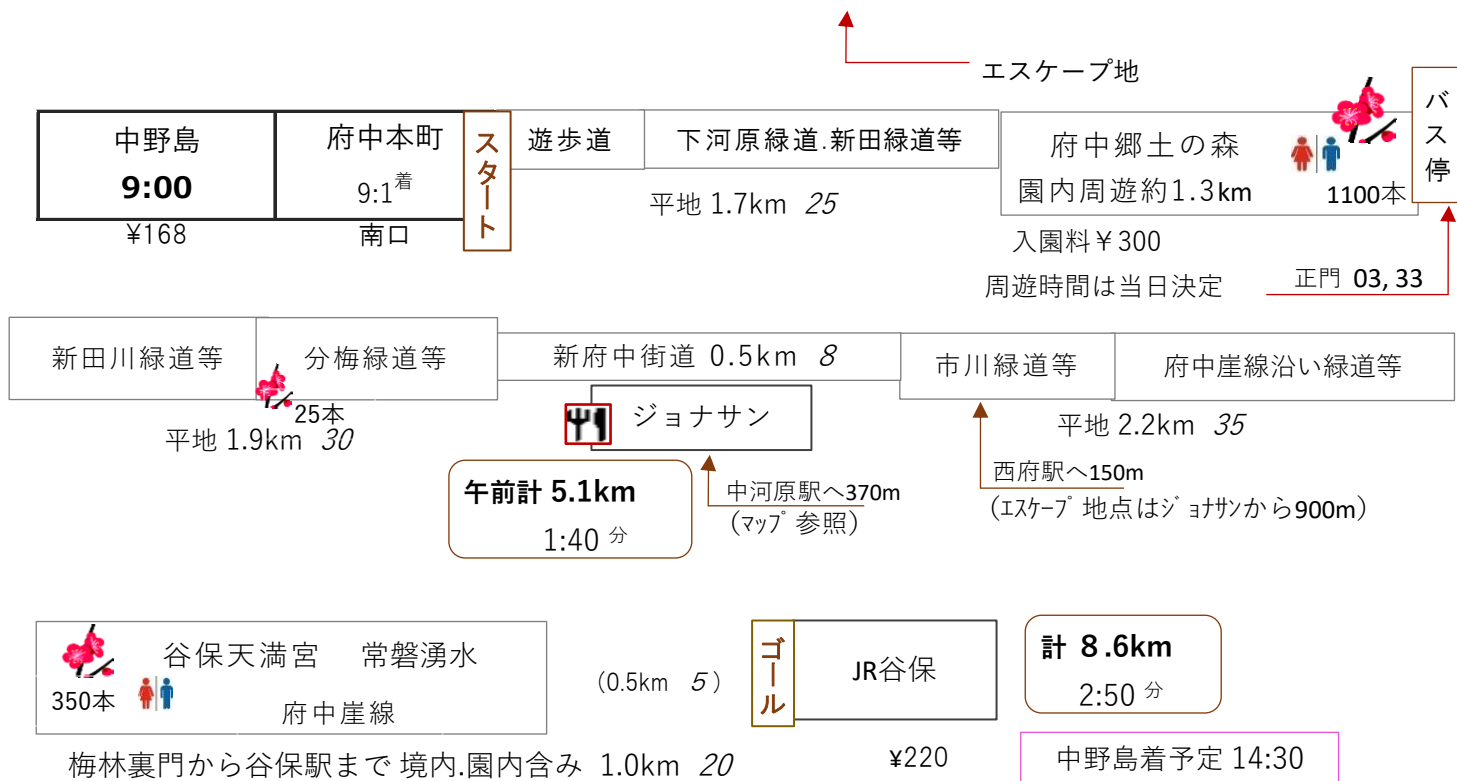 エスケープ地
中野島
9:00
¥168
府中本町
9:1着
南口
スタート
遊歩道
下河原緑道.新田緑道等
平地 1.7km 25
府中郷土の森
園内周遊約1.3km
1100本
バス停
入園料￥300
周遊時間は当日決定
正門 03, 33
新田川緑道等
分梅緑道等
25本
平地 1.9km 30
新府中街道 0.5km 8
ジョナサン
市川緑道等
府中崖線沿い緑道等
平地 2.2km 35
午前計 5.1km
1:40 分
中河原駅へ370m
(マップ参照)
西府駅へ150m
(エスケープ地点はジョナサンから900m)
谷保天満宮 常磐湧水
350本
府中崖線
(0.5km 5)
ゴール
JR谷保
¥220
計 8.6km
2:50 分
梅林裏門から谷保駅まで 境内.園内含み 1.0km 20
中野島着予定 14:30